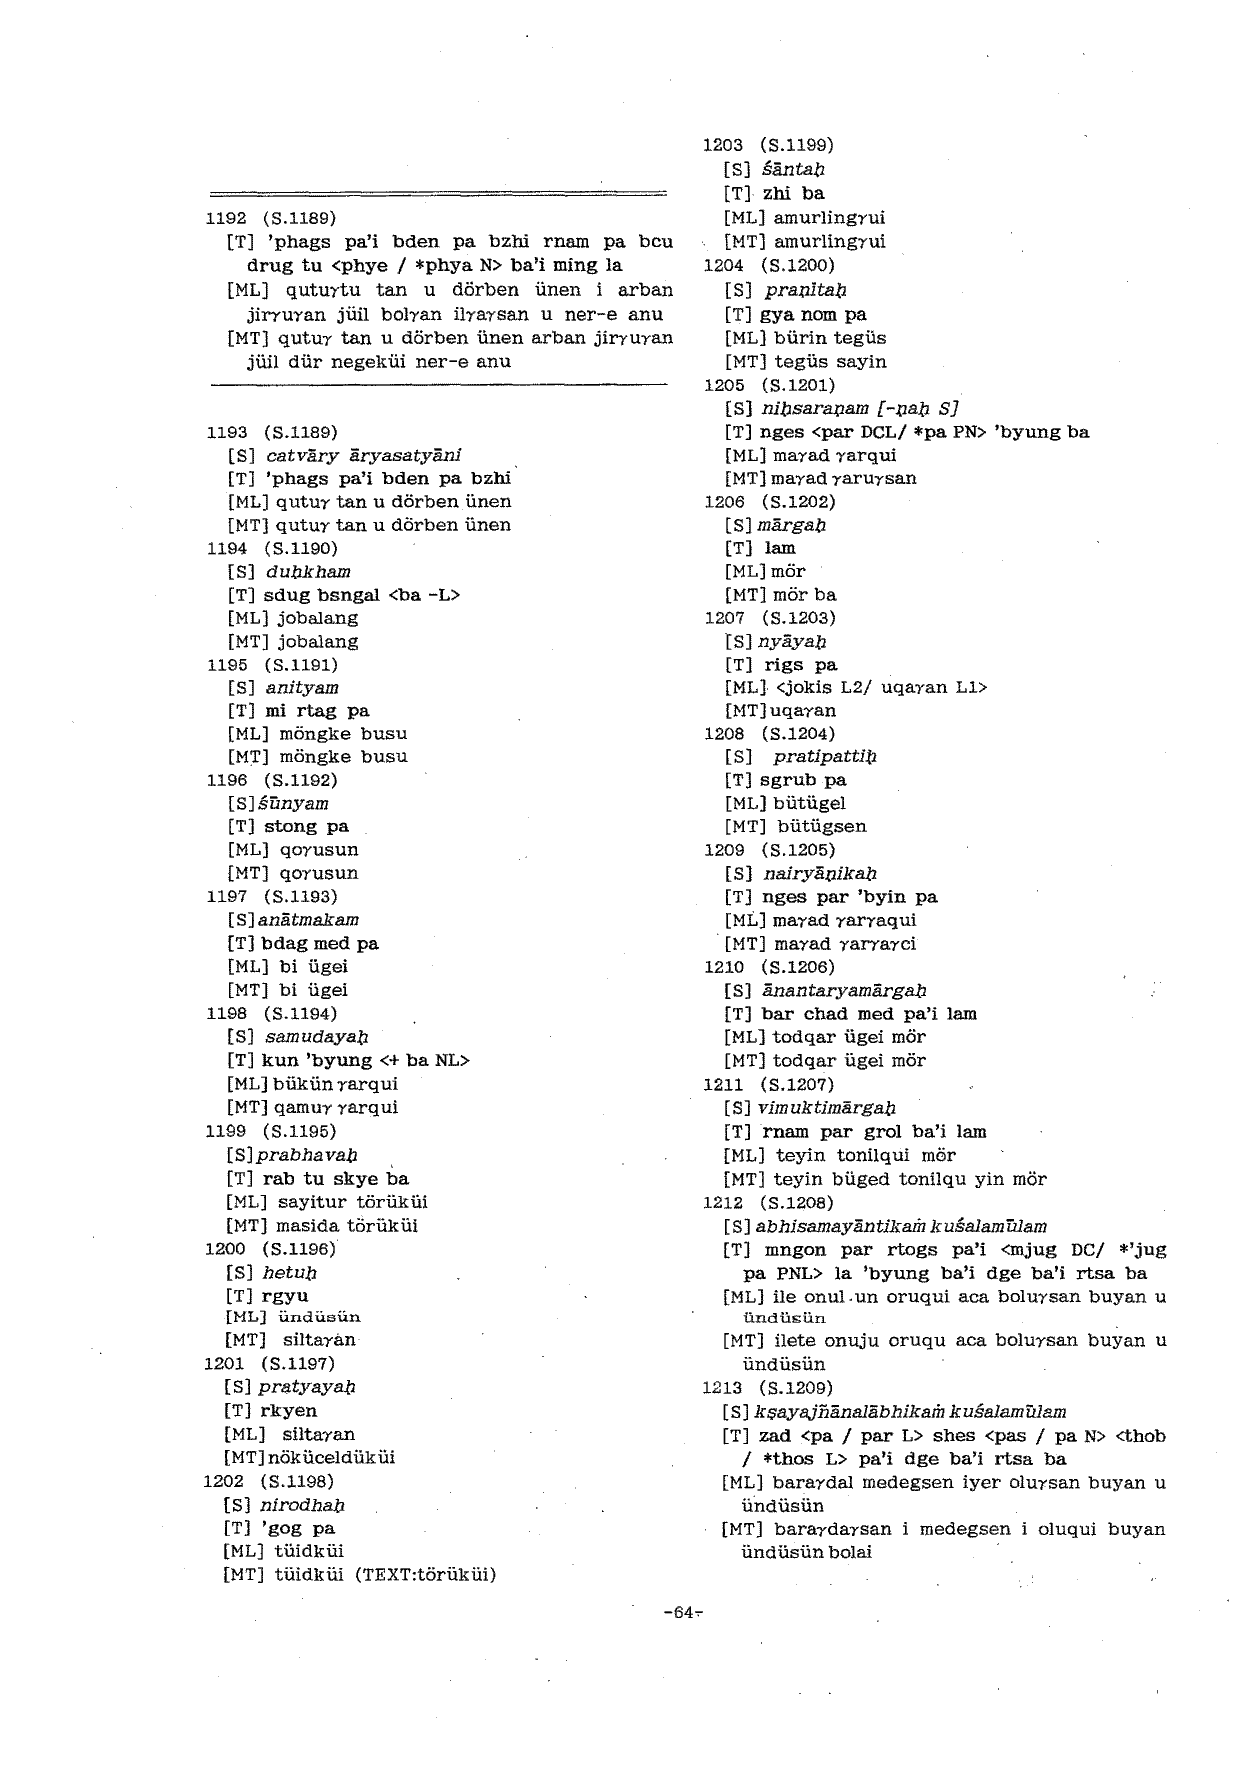 1192 (S.1189)
[T] 'phags pa'i bden pa bzhi rnam pa bcu
drug tu <phye / *phya N> ba'i ming la
[ML] quturtu tan u dörben ünen i arban
jirγuγan jüil bolγan ilγaγsan u ner-e anu
[MT] qutuγ tan u dörben ünen arban jirγuγan
jüil dür negeküi ner-e anu
1193 (S.1189)
[S] catvāry āryasatyāni
[T] 'phags pa'i bden pa bzhi
[ML] qutuγ tan u dörben ünen
[MT] qutuγ tan u dörben ünen
1194 (S.1190)
[S] duḥkham
[T] sdug bsngal <ba -L>
[ML] jobalang
[MT] jobalang
1195 (S.1191)
[S] anityam
[T] mi rtag pa
[ML] möngke busu
[MT] möngke busu
1196 (S.1192)
[S] śūnyam
[T] stong pa
[ML] qoγusun
[MT] qoγusun
1197 (S.1193)
[S] anātmakam
[T] bdag med pa
[ML] bi ügei
[MT] bi ügei
1198 (S.1194)
[S] samudayaḥ
[T] kun 'byung <+ ba NL>
[ML] bükün γarqui
[MT] qamuγ γarqui
1199 (S.1195)
[S] prabhavaḥ
[T] rab tu skye ba
[ML] sayitur törüküi
[MT] masida törüküi
1200 (S.1196)
[S] hetuḥ
[T] rgyu
[ML] ündüsün
[MT] siltaγan
1201 (S.1197)
[S] pratyayaḥ
[T] rkyen
[ML] siltaγan
[MT] nöküceldüküi
1202 (S.1198)
[S] nirodhaḥ
[T] 'gog pa
[ML] tüidküi
[MT] tüidküi (TEXT:törüküi)
1203 (S.1199)
[S] śāntaḥ
[T] zhi ba
[ML] amurlingγui
[MT] amurlingγui
1204 (S.1200)
[S] praṇītaḥ
[T] gya nom pa
[ML] bürin tegüs
[MT] tegüs sayin
1205 (S.1201)
[S] niḥsaraṇam [-ṇaḥ S]
[T] nges <par DCL/ *pa PN> 'byung ba
[ML] maγad γarqui
[MT] maγad γaruγsan
1206 (S.1202)
[S] mārgaḥ
[T] lam
[ML] mör
[MT] mör ba
1207 (S.1203)
[S] nyāyaḥ
[T] rigs pa
[ML] <jokis L2/ uqaγan L1>
[MT] uqaγan
1208 (S.1204)
[S] pratipattiḥ
[T] sgrub pa
[ML] bütügel
[MT] bütügsen
1209 (S.1205)
[S] nairyāṇikaḥ
[T] nges par 'byin pa
[ML] maγad γarγaqui
[MT] maγad γarγaγci
1210 (S.1206)
[S] ānantaryamārgaḥ
[T] bar chad med pa'i lam
[ML] todqar ügei mör
[MT] todqar ügei mör
1211 (S.1207)
[S] vimuktimārgaḥ
[T] rnam par grol ba'i lam
[ML] teyin tonilqui mör
[MT] teyin büged tonilqu yin mör
1212 (S.1208)
[S] abhisamayāntikaṁ kuśalamūlam
[T] mngon par rtogs pa'i <mjug DC/ *'jug
pa PNL> la 'byung ba'i dge ba'i rtsa ba
[ML] ile onul un oruqui aca boluγsan buyan u
ündüsün
[MT] ilete onuju oruqu aca boluγsan buyan u
ündüsün
1213 (S.1209)
[S] kṣayajñānalābhikaṁ kuśalamūlam
[T] zad <pa / par L> shes <pas / pa N> <thob
/ *thos L> pa'i dge ba'i rtsa ba
[ML] baraγdal medegsen iyer oluγsan buyan u
ündüsün
[MT] baraγdaγsan i medegsen i oluqui buyan
ündüsün bolai
-64-